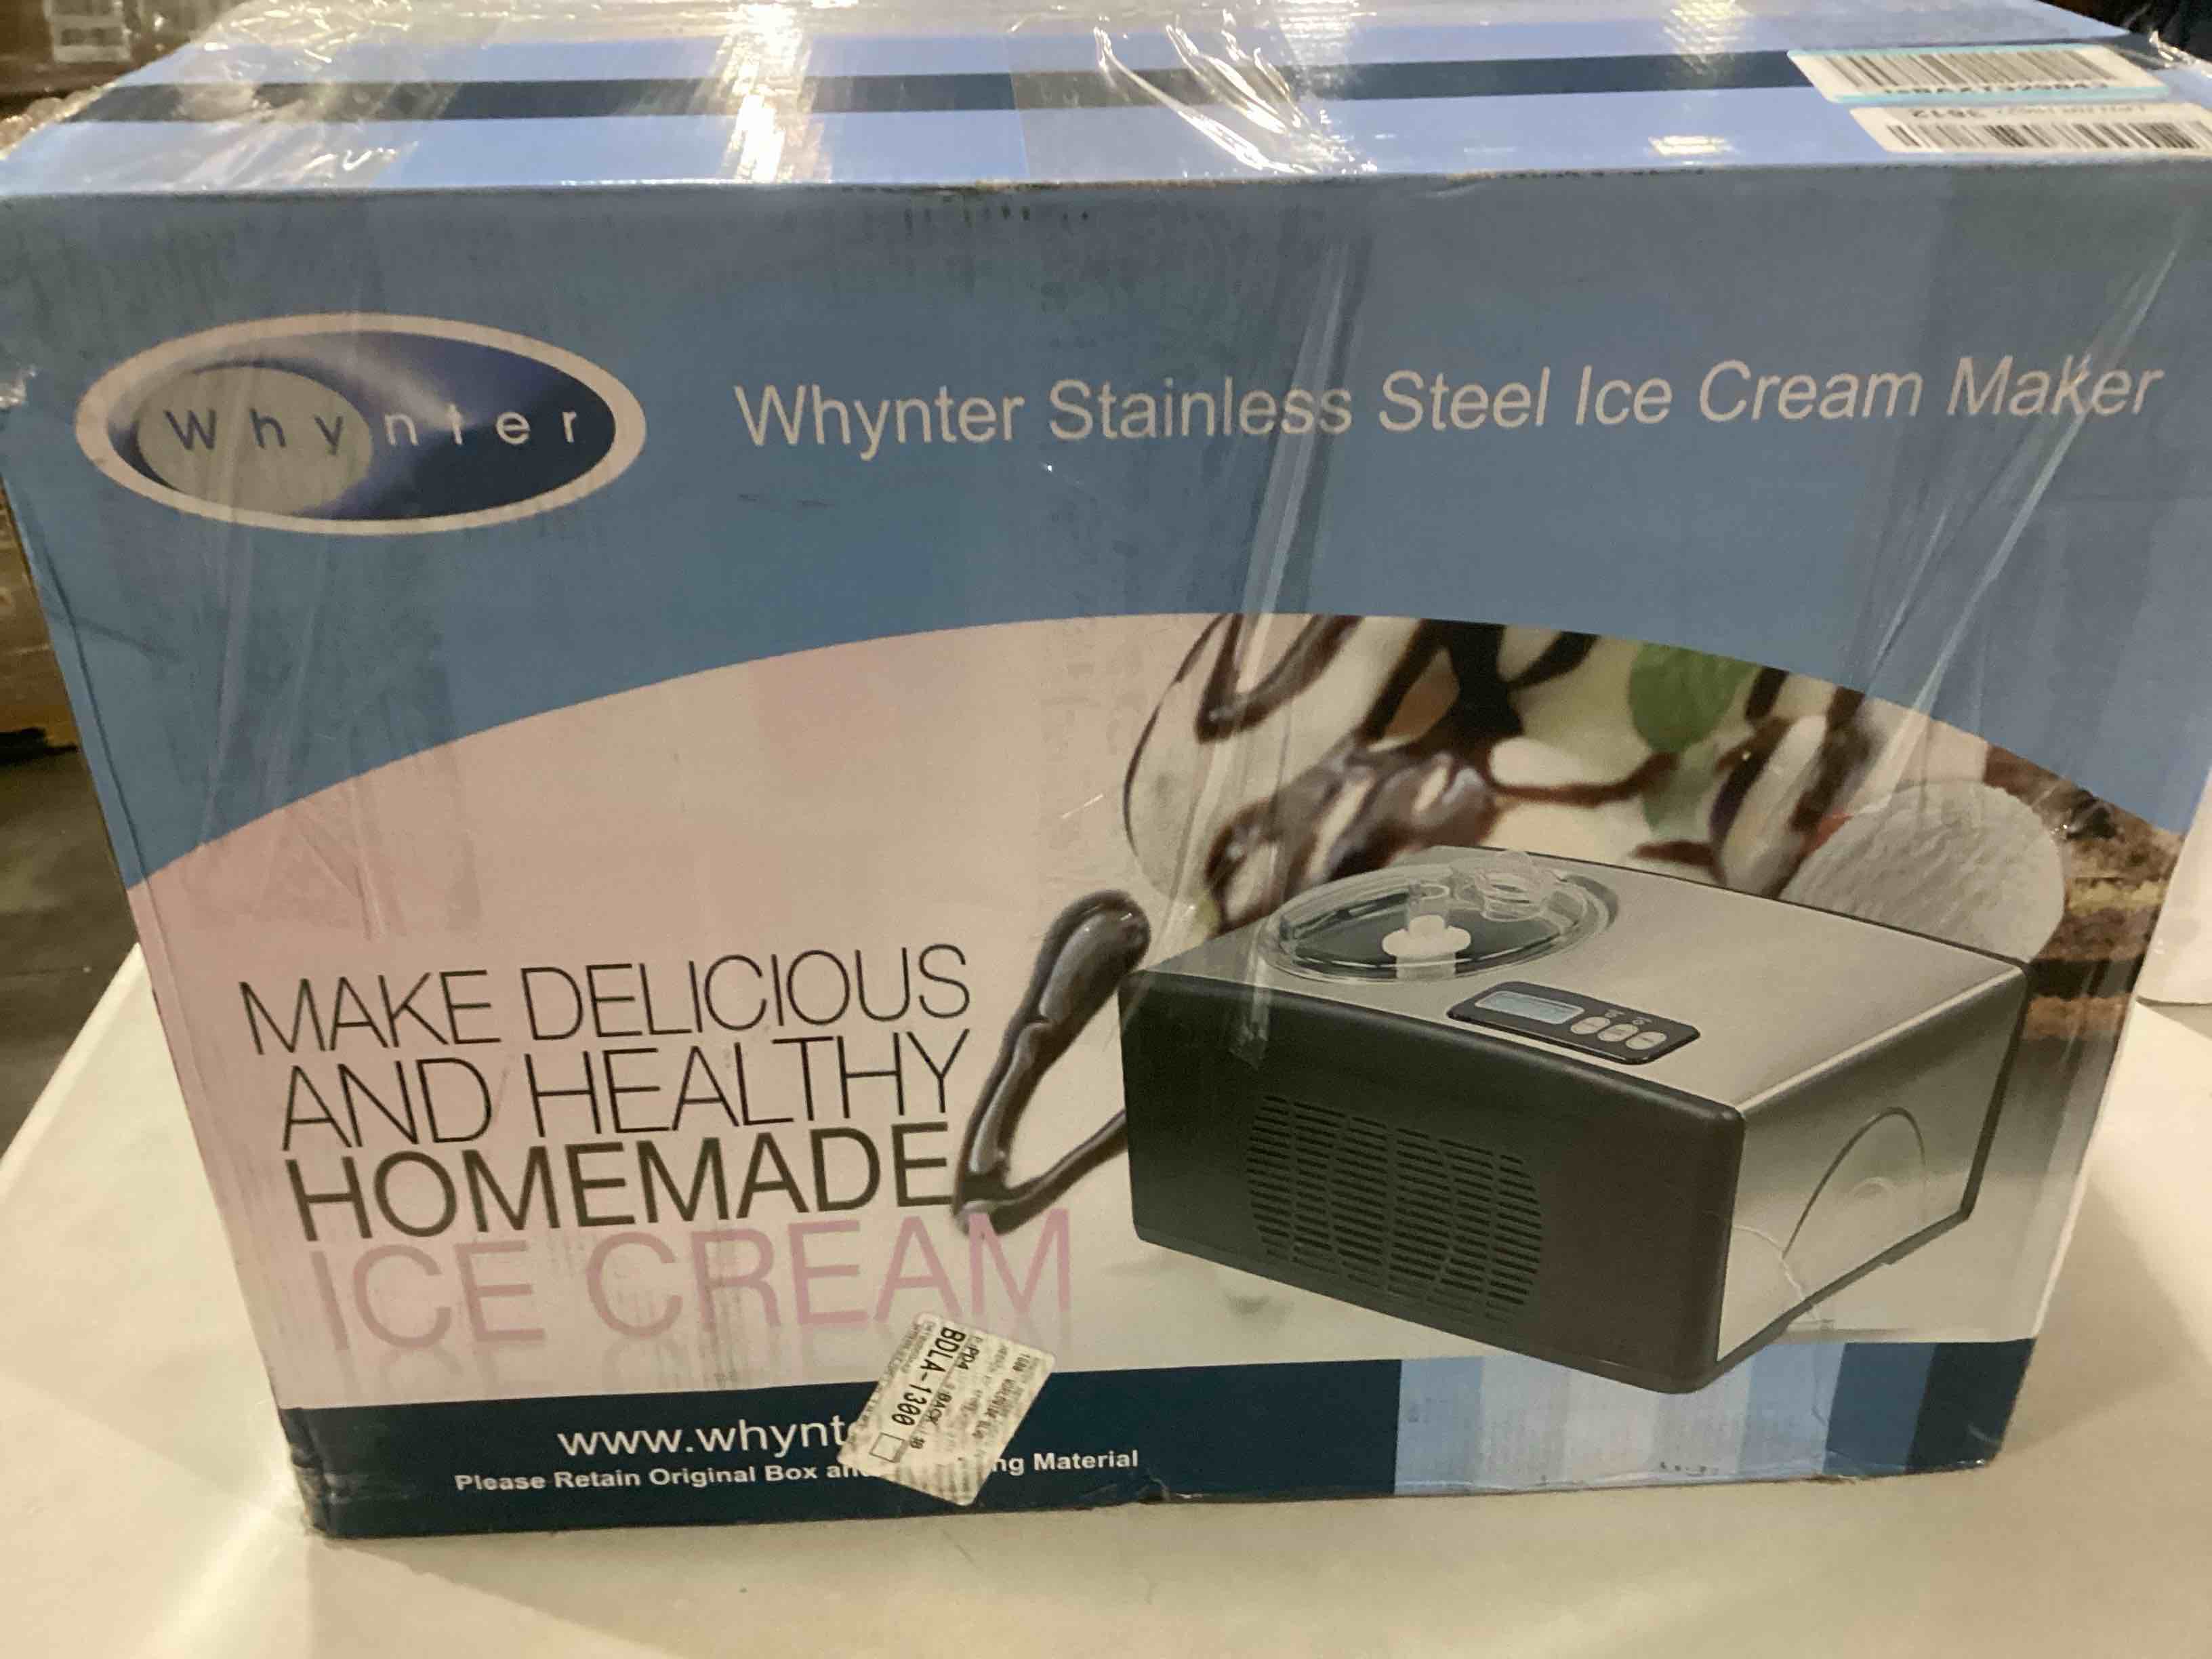 3612
Whynter
Whynter Stainless Steel Ice Cream Maker
MAKE DELICIOUS
AND HEALTHY
HOMEMADE
ICE CREAM
BDLA-1300
www.whynt
Please Retain Original Box an ng Material